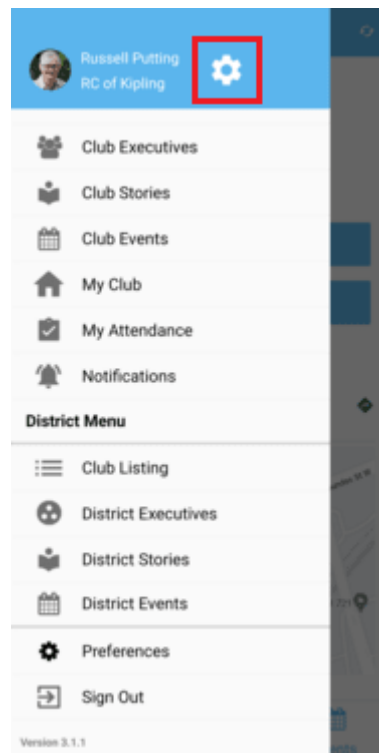 Russell Putting
RC of Kipling
Club Executives
Club Stories
Club Events
My Club
My Attendance
Notifications
District Menu
Club Listing
District Executives
District Stories
District Events
Preferences
Sign Out
Version 3.1.1